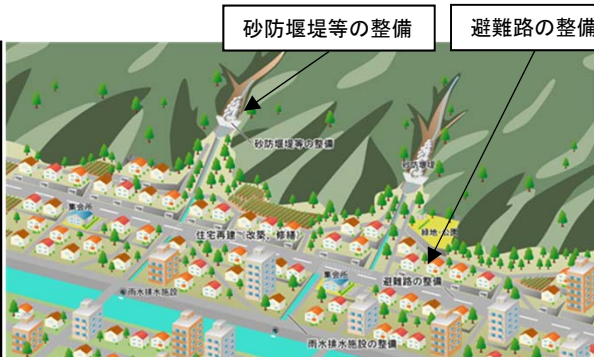 砂防堰堤等の整備
避難路の整備
砂防堰堤等の整備
砂防堰堤
集会所
住宅再建（改築、修繕）
緑地・公園
集会所
避難路の整備
雨水排水施設
雨水排水施設の整備